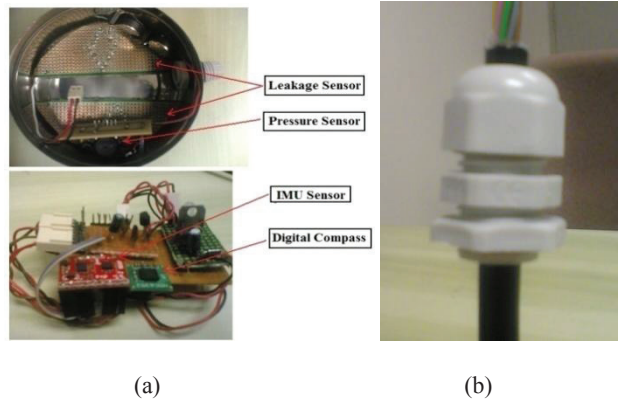 Leakage Sensor
Pressure Sensor
IMU Sensor
Digital Compass
(a)
(b)